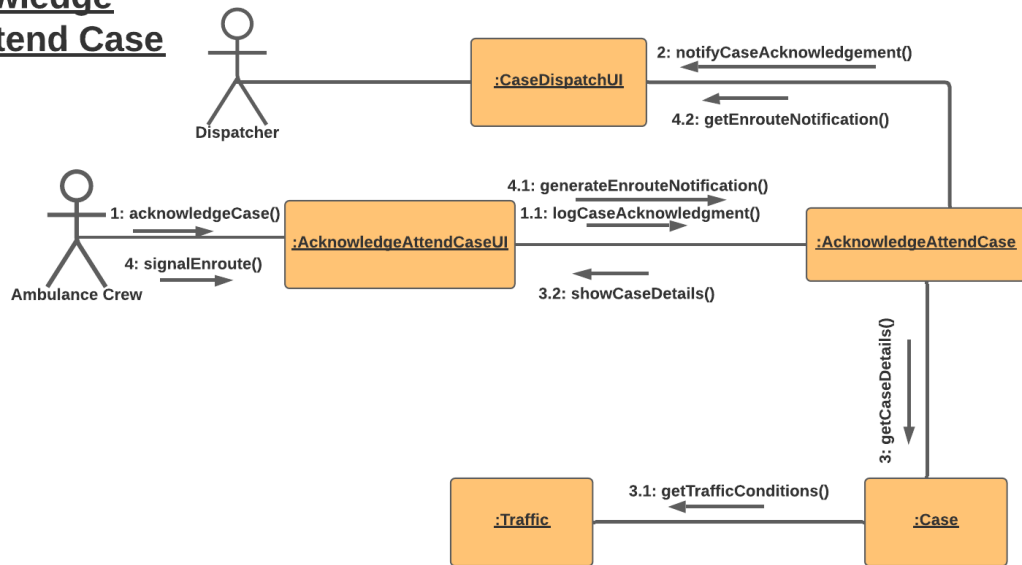 tend Case
Dispatcher
:CaseDispatchUI
2: notifyCaseAcknowledgement()
4.2: getEnrouteNotification()
Ambulance Crew
1: acknowledgeCase()
4: signalEnroute()
:AcknowledgeAttendCaseUI
4.1: generateEnrouteNotification()
1.1: logCaseAcknowledgment()
3.2: showCaseDetails()
:AcknowledgeAttendCase
3: getCaseDetails()
3.1: getTrafficConditions()
:Traffic
:Case